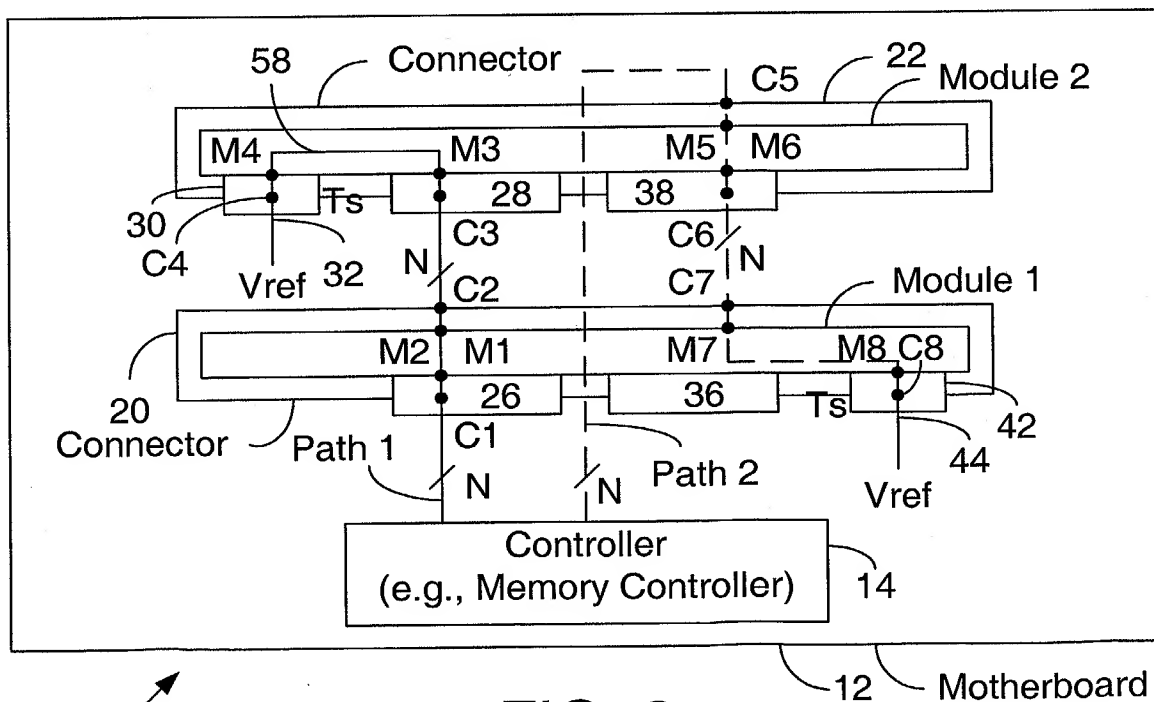 58
Connector
C5
22
Module 2
M4
M3
M5
M6
30
Ts
28
38
C4
C3
C6
N
N
Vref
32
C2
C7
Module 1
M2
M1
M7
M8
C8
20
26
36
Ts
42
Connector
C1
44
Path 1
N
N
Path 2
Vref
Controller
(e.g., Memory Controller)
14
12
Motherboard